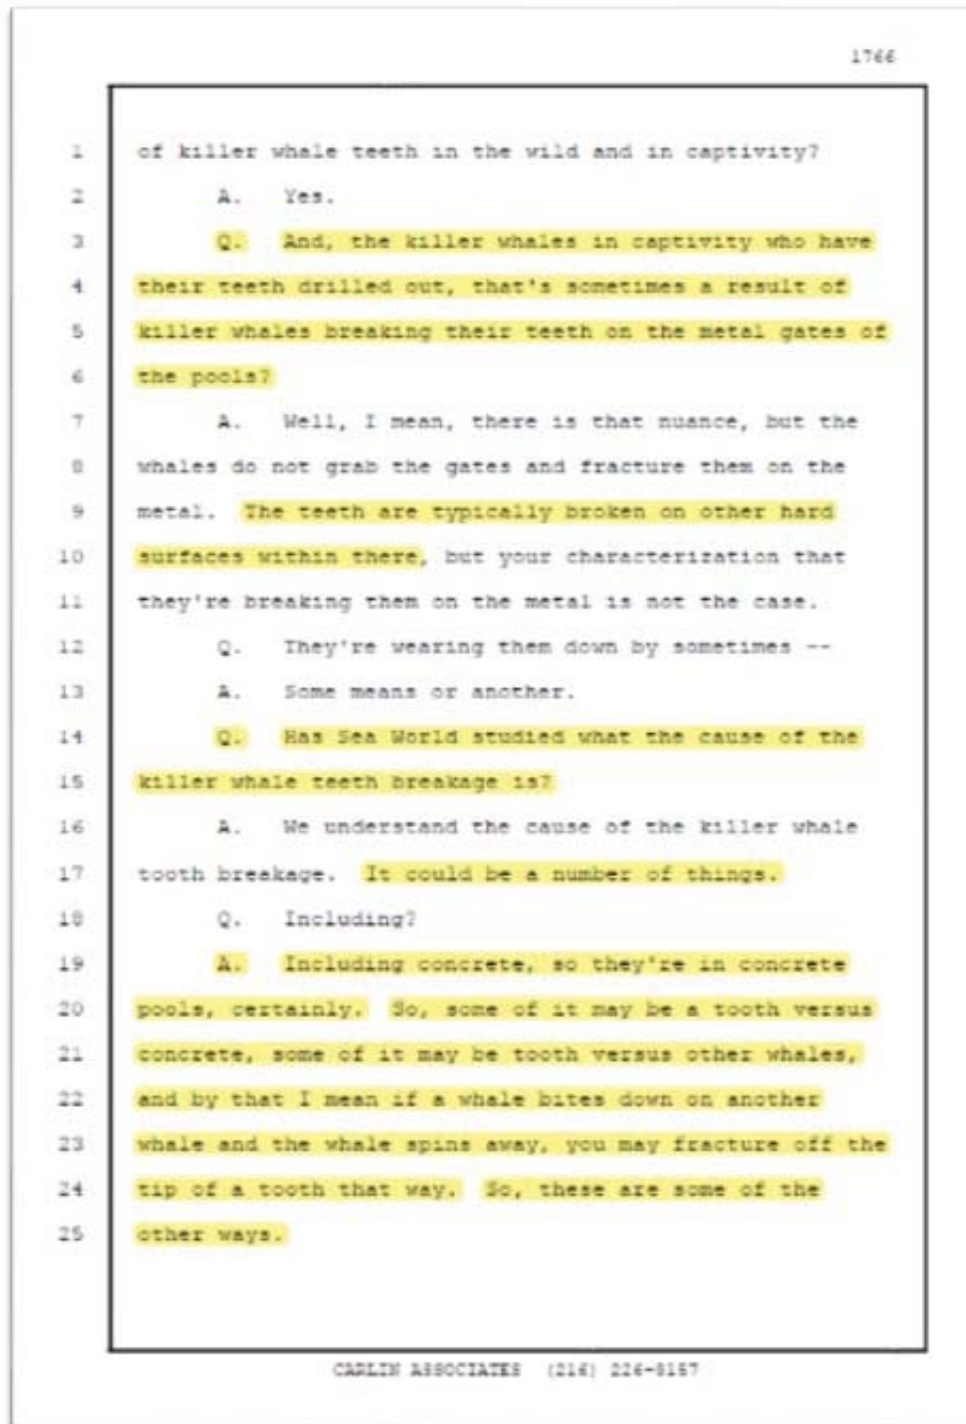 1766
1 of killer whale teeth in the wild and in captivity?
2 A. Yes.
3 Q. And, the killer whales in captivity who have
4 their teeth drilled out, that's sometimes a result of
5 killer whales breaking their teeth on the metal gates of
6 the pools?
7 A. Well, I mean, there is that nuance, but the
8 whales do not grab the gates and fracture them on the
9 metal. The teeth are typically broken on other hard
10 surfaces within there, but your characterization that
11 they're breaking them on the metal is not the case.
12 Q. They're wearing them down by sometimes --
13 A. Some means or another.
14 Q. Has Sea World studied what the cause of the
15 killer whale teeth breakage is?
16 A. We understand the cause of the killer whale
17 tooth breakage. It could be a number of things.
18 Q. Including?
19 A. Including concrete, so they're in concrete
20 pools, certainly. So, some of it may be a tooth versus
21 concrete, some of it may be tooth versus other whales,
22 and by that I mean if a whale bites down on another
23 whale and the whale spins away, you may fracture off the
24 tip of a tooth that way. So, these are some of the
25 other ways.
CARLIN ASSOCIATES (216) 226-8157